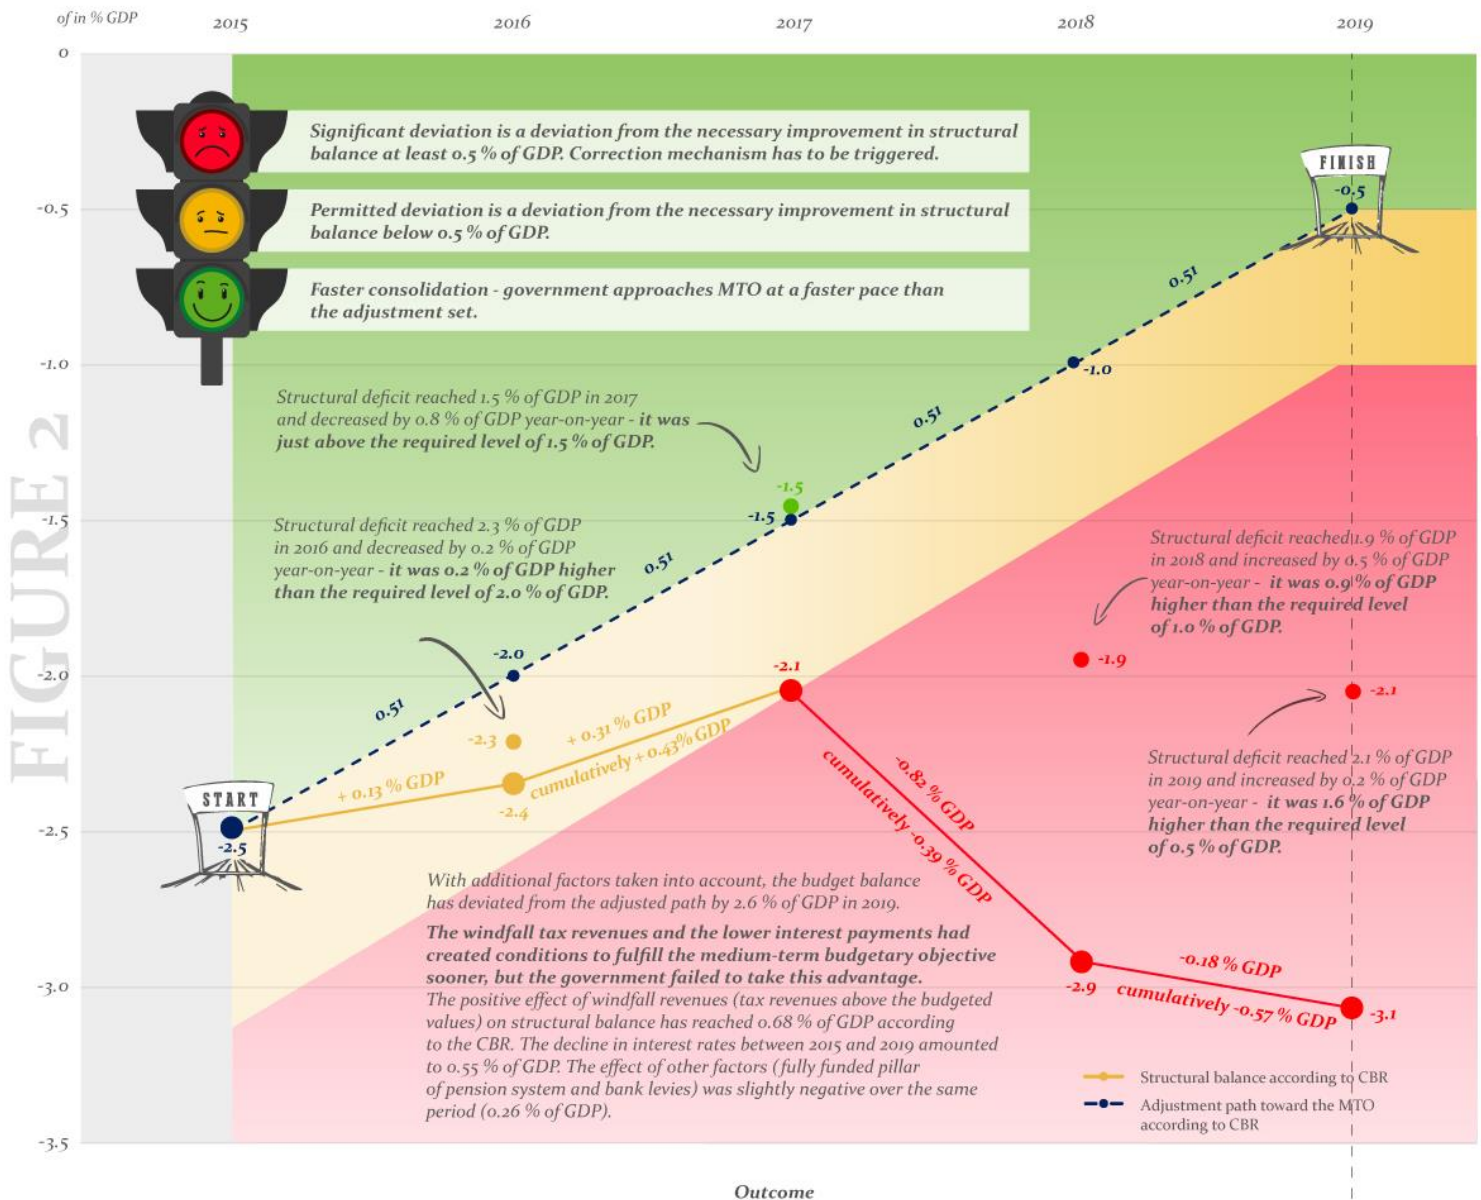 of in % GDP
2015
2016
2017
2018
2019
0
-0.5
-1.0
-1.5
-2.0
-2.5
-3.0
-3.5
FIGURE 2
Significant deviation is a deviation from the necessary improvement in structural
balance at least 0.5 % of GDP. Correction mechanism has to be triggered.
Permitted deviation is a deviation from the necessary improvement in structural
balance below 0.5 % of GDP.
Faster consolidation - government approaches MTO at a faster pace than
the adjustment set.
FINISH
-0.5
0.51
-1.0
0.51
Structural deficit reached 1.5 % of GDP in 2017
and decreased by 0.8 % of GDP year-on-year - it was
just above the required level of 1.5 % of GDP.
-1.5
-1.5
0.51
Structural deficit reached 2.3 % of GDP
in 2016 and decreased by 0.2 % of GDP
year-on-year - it was 0.2 % of GDP higher
than the required level of 2.0 % of GDP.
Structural deficit reached 1.9 % of GDP
in 2018 and increased by 0.5 % of GDP
year-on-year - it was 0.9 % of GDP
higher than the required level
of 1.0 % of GDP.
-2.0
0.51
-2.1
-1.9
-2.1
-2.3
+ 0.31 % GDP
cumulatively + 0.43% GDP
+ 0.13 % GDP
-2.4
START
-2.5
-0.82 % GDP
cumulatively -0.39 % GDP
Structural deficit reached 2.1 % of GDP
in 2019 and increased by 0.2 % of GDP
year-on-year - it was 1.6 % of GDP
higher than the required level
of 0.5 % of GDP.
With additional factors taken into account, the budget balance
has deviated from the adjusted path by 2.6 % of GDP in 2019.
The windfall tax revenues and the lower interest payments had
created conditions to fulfill the medium-term budgetary objective
sooner, but the government failed to take this advantage.
The positive effect of windfall revenues (tax revenues above the budgeted
values) on structural balance has reached 0.68 % of GDP according
to the CBR. The decline in interest rates between 2015 and 2019 amounted
to 0.55 % of GDP. The effect of other factors (fully funded pillar
of pension system and bank levies) was slightly negative over the same
period (0.26 % of GDP).
-2.9
-0.18 % GDP
cumulatively -0.57 % GDP
-3.1
Structural balance according to CBR
Adjustment path toward the MTO
according to CBR
Outcome